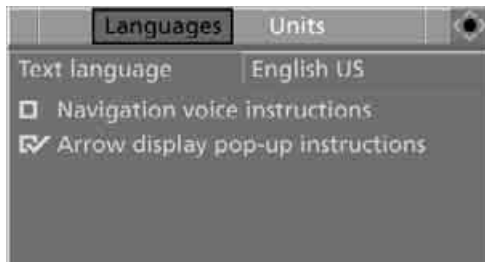 Languages Units
Text language English US
Navigation voice instructions
Arrow display pop-up instructions